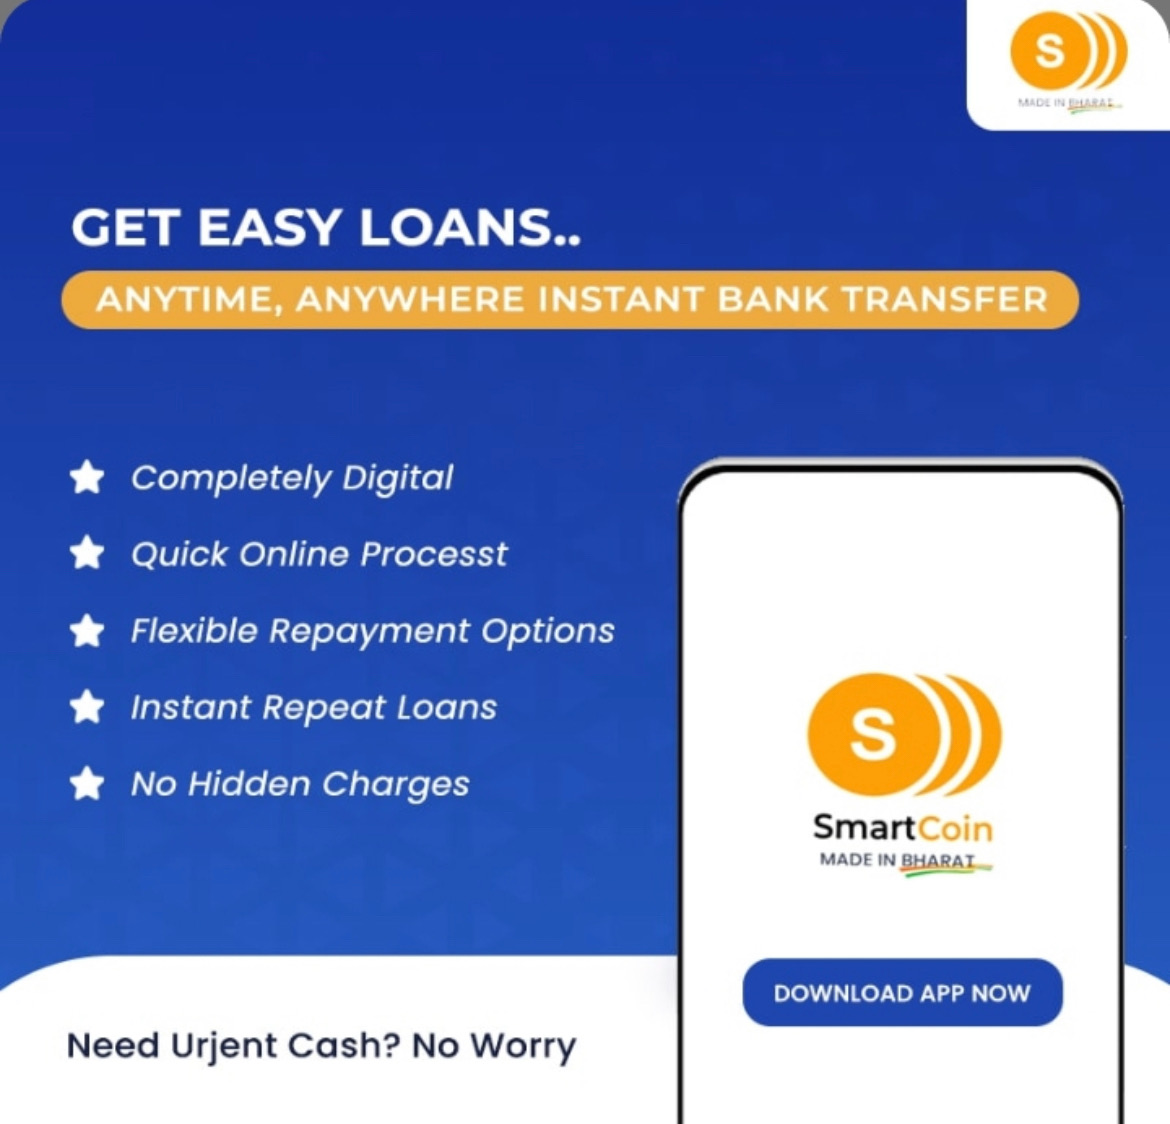 S
MADE IN BHARAT
GET EASY LOANS..
ANYTIME, ANYWHERE INSTANT BANK TRANSFER
Completely Digital
Quick Online Processt
Flexible Repayment Options
Instant Repeat Loans
No Hidden Charges
S
SmartCoin
MADE IN BHARAT
DOWNLOAD APP NOW
Need Urjent Cash? No Worry